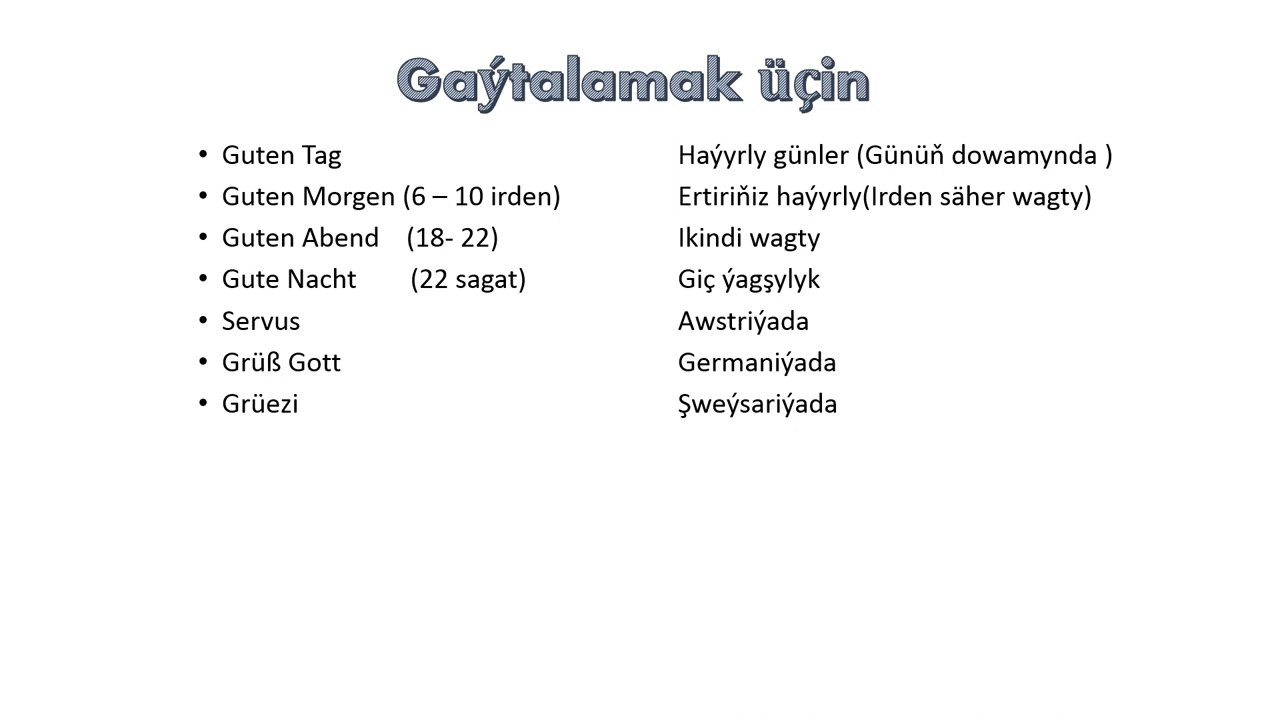 Gaýtalamak üçin
• Guten Tag Haýyrly günler (Günüň dowamynda )
• Guten Morgen (6 – 10 irden) Ertiriňiz haýyrly(Irden säher wagty)
• Guten Abend (18- 22) Ikindi wagty
• Gute Nacht (22 sagat) Giç ýagşylyk
• Servus Awstriýada
• Grüß Gott Germaniýada
• Grüezi Şweýsariýada